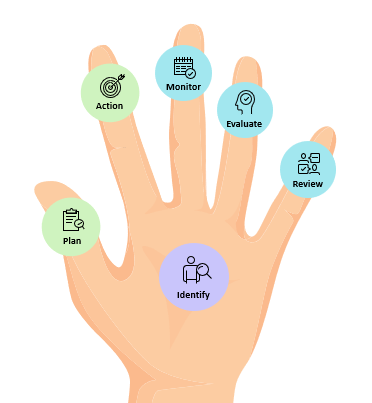 Monitor
Action
Evaluate
Review
Plan
Identify